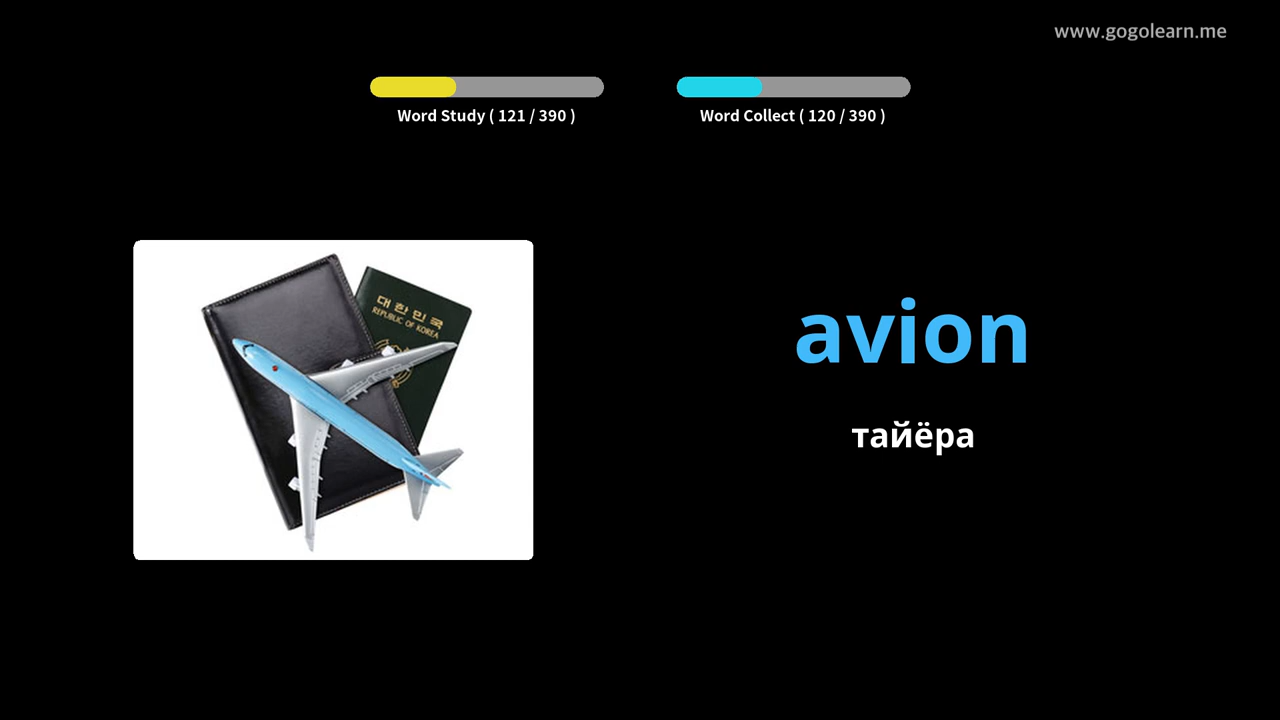 www.gogolearn.me
Word Study ( 121 / 390 )
Word Collect ( 120 / 390 )
대한민국
REPUBLIC OF KOREA
avion
тайёра